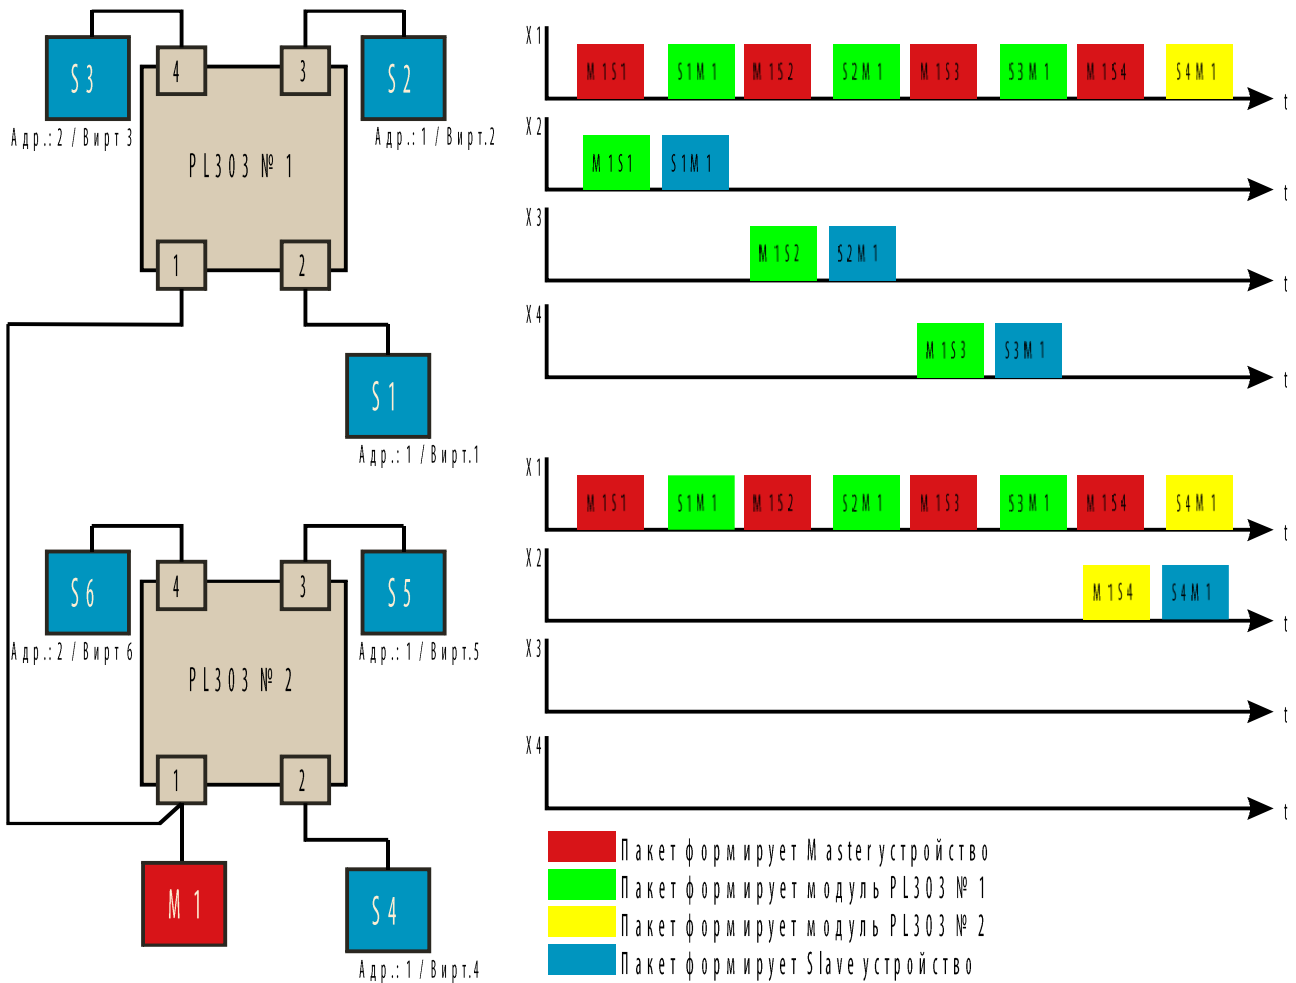 4
3
S3
S2
Адр.: 2 / Вирт 3
Адр.: 1 / Вирт.2
PL303 № 1
1
2
S1
Адр.: 1 / Вирт.1
4
3
S6
S5
Адр.: 2 / Вирт 6
Адр.: 1 / Вирт.5
PL303 № 2
1
2
M 1
S4
Адр.: 1 / Вирт.4
X1
M1S1 S1M1 M1S2 S2M1 M1S3 S3M1 M1S4 S4M1
t
X2
M1S1 S1M1
t
X3
M1S2 S2M1
t
X4
M1S3 S3M1
t
X1
M1S1 S1M1 M1S2 S2M1 M1S3 S3M1 M1S4 S4M1
t
X2
M1S4 S4M1
t
X3
t
X4
t
Пакет формирует Master устройство
Пакет формирует модуль PL303 № 1
Пакет формирует модуль PL303 № 2
Пакет формирует Slave устройство